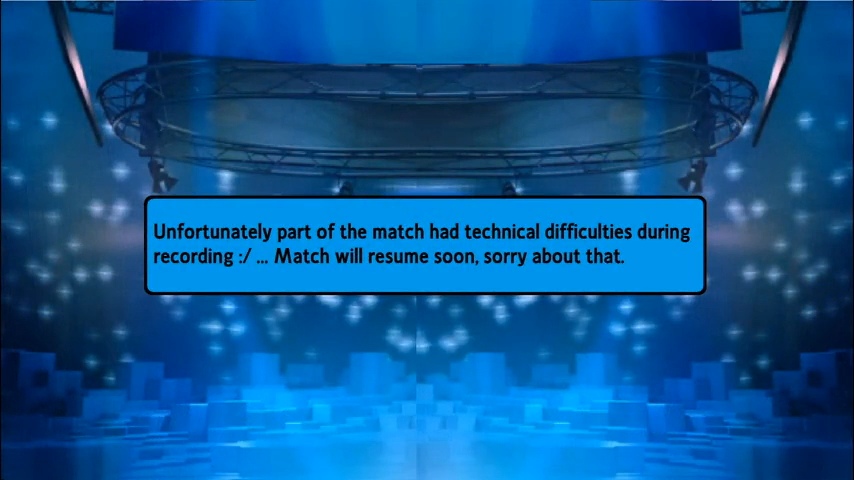 Unfortunately part of the match had technical difficulties during
recording :/ ... Match will resume soon, sorry about that.